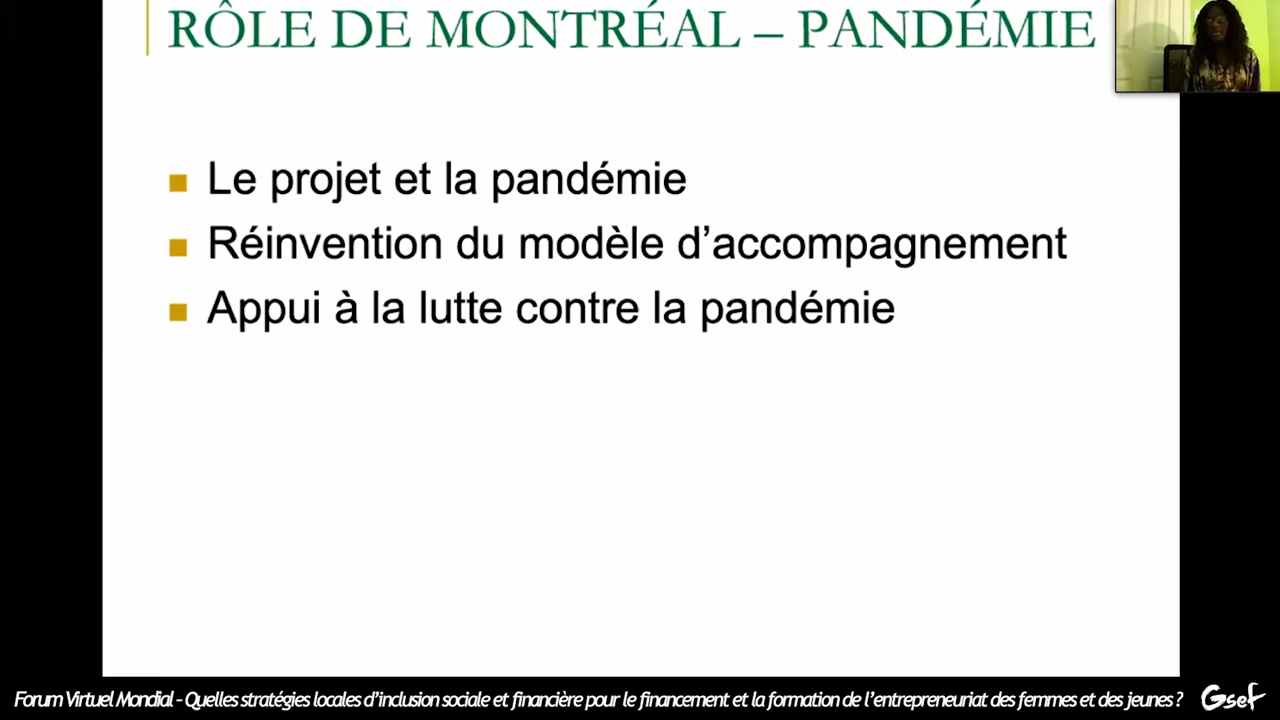 RÔLE DE MONTRÉAL – PANDÉMIE
Le projet et la pandémie
Réinvention du modèle d’accompagnement
Appui à la lutte contre la pandémie
Forum Virtuel Mondial - Quelles stratégies locales d’inclusion sociale et financière pour le financement et la formation de l’entrepreneuriat des femmes et des jeunes ?
Gsef